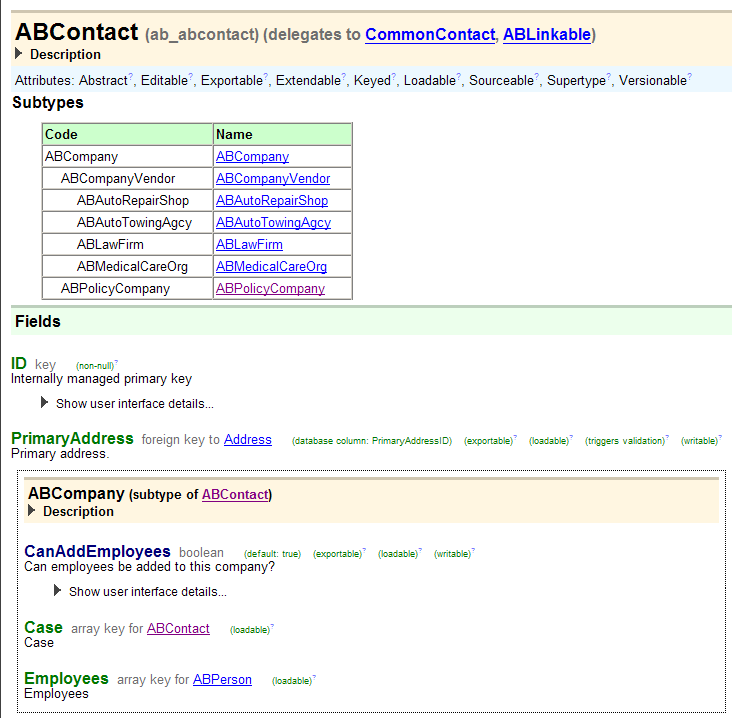 ABContact (ab_abcontact) (delegates to CommonContact, ABLinkable)
Description
Attributes: Abstract?, Editable?, Exportable?, Extendable?, Keyed?, Loadable?, Sourceable?, Supertype?, Versionable?
Subtypes
Code Name
ABCompany ABCompany
ABCompanyVendor ABCompanyVendor
ABAutoRepairShop ABAutoRepairShop
ABAutoTowingAgcy ABAutoTowingAgcy
ABLawFirm ABLawFirm
ABMedicalCareOrg ABMedicalCareOrg
ABPolicyCompany ABPolicyCompany
Fields
ID key (non-null)?
Internally managed primary key
Show user interface details...
PrimaryAddress foreign key to Address (database column: PrimaryAddressID) (exportable)? (loadable)? (triggers validation)? (writable)?
Primary address.
ABCompany (subtype of ABContact)
Description
CanAddEmployees boolean (default: true) (exportable)? (loadable)? (writable)?
Can employees be added to this company?
Show user interface details...
Case array key for ABContact (loadable)?
Case
Employees array key for ABPerson (loadable)?
Employees